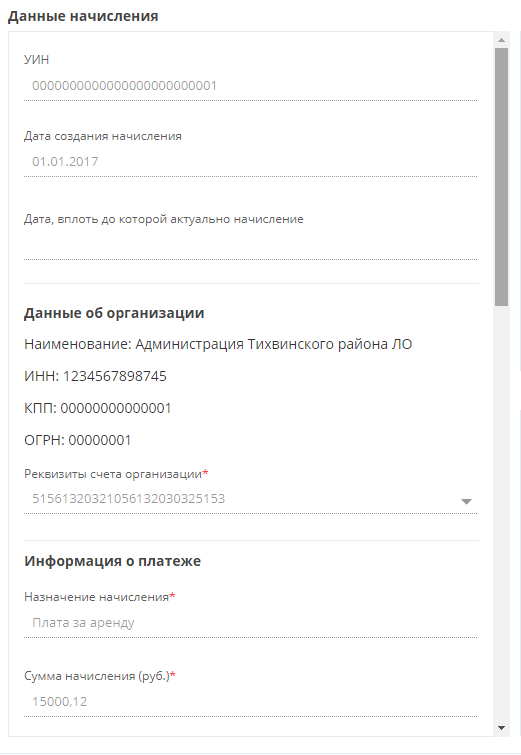 Данные начисления
УИН
0000000000000000000000001
Дата создания начисления
01.01.2017
Дата, вплоть до которой актуально начисление
Данные об организации
Наименование: Администрация Тихвинского района ЛО
ИНН: 1234567898745
КПП: 00000000000001
ОГРН: 00000001
Реквизиты счета организации*
51561320321056132030325153
Информация о платеже
Назначение начисления*
Плата за аренду
Сумма начисления (руб.)*
15000,12